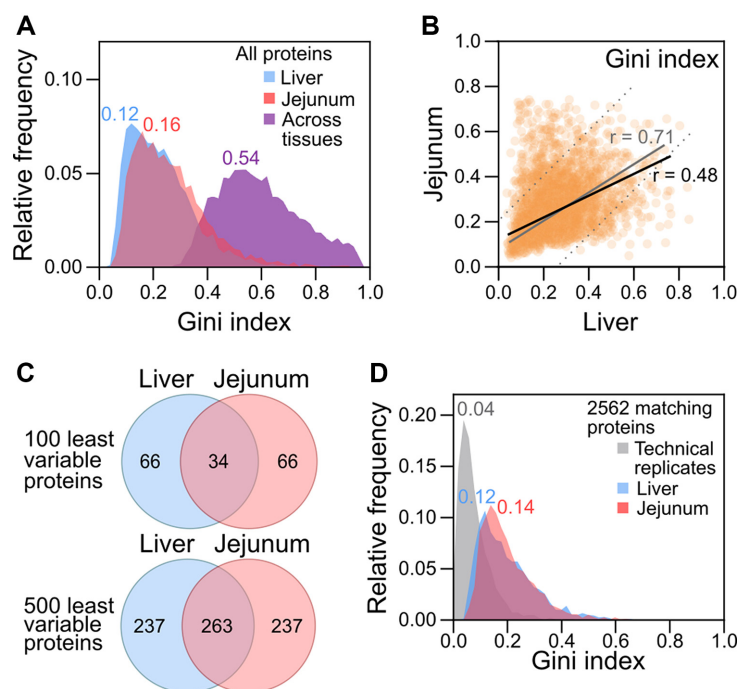 A
All proteins
Liver
Jejunum
Across
tissues
0.12
0.16
0.54
Relative frequency
0.10
0.05
0.00
0.0 0.2 0.4 0.6 0.8 1.0
Gini index
B
Gini index
r = 0.71
r = 0.48
Jejunum
1.0
0.8
0.6
0.4
0.2
0.0
0.0 0.2 0.4 0.6 0.8 1.0
Liver
C
Liver Jejunum
100 least
variable
proteins
66 34 66
Liver Jejunum
500 least
variable
proteins
237 263 237
D
2562 matching
proteins
Technical
replicates
Liver
Jejunum
0.04
0.12
0.14
Relative frequency
0.20
0.15
0.10
0.05
0.00
0.0 0.2 0.4 0.6 0.8 1.0
Gini index